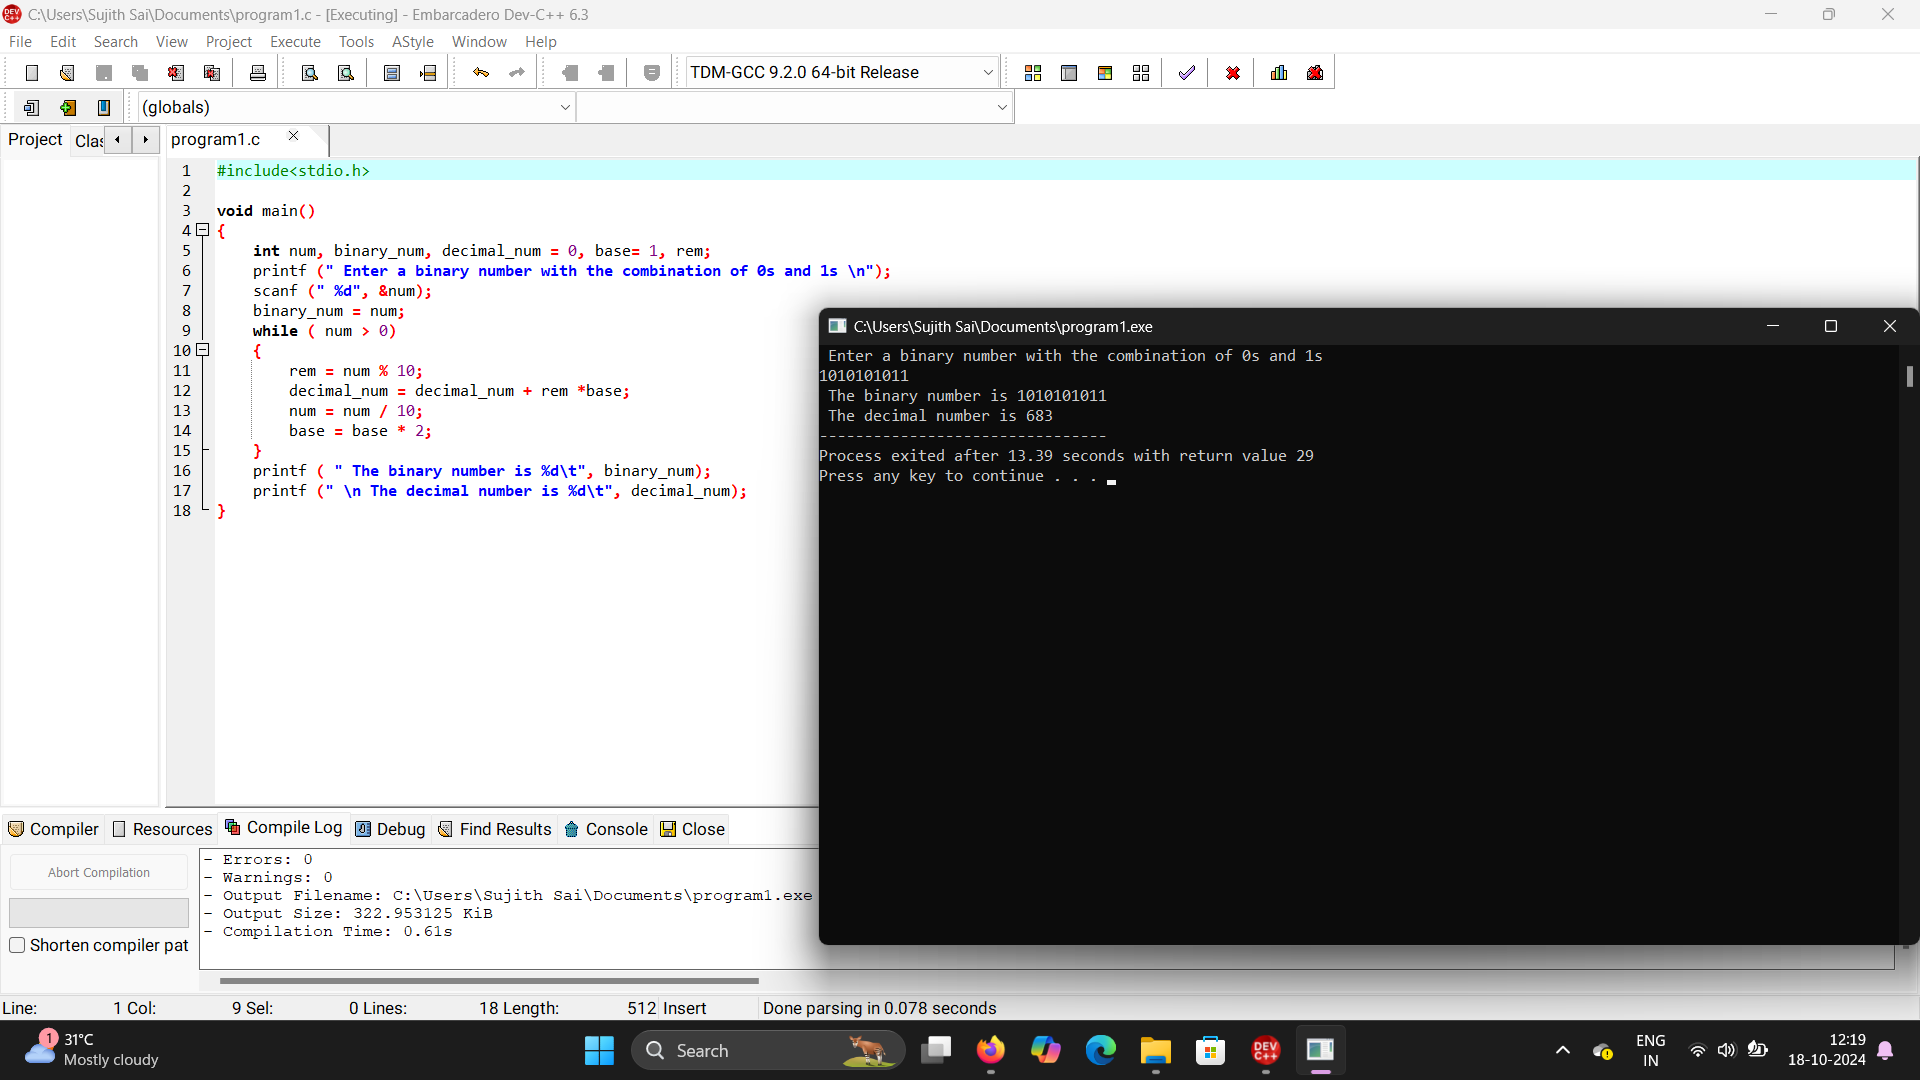 C:\Users\Sujith Sai\Documents\program1.c - [Executing] - Embarcadero Dev-C++ 6.3
File Edit Search View Project Execute Tools AStyle Window Help
TDM-GCC 9.2.0 64-bit Release
(globals)
Project Clas program1.c
1 #include<stdio.h>
2
3 void main()
4 {
5 int num, binary_num, decimal_num = 0, base= 1, rem;
6 printf (" Enter a binary number with the combination of 0s and 1s \n");
7 scanf (" %d", &num);
8 binary_num = num;
9 while ( num > 0)
10 {
11 rem = num % 10;
12 decimal_num = decimal_num + rem *base;
13 num = num / 10;
14 base = base * 2;
15 }
16 printf ( " The binary number is %d\t", binary_num);
17 printf (" \n The decimal number is %d\t", decimal_num);
18 }
C:\Users\Sujith Sai\Documents\program1.exe
Enter a binary number with the combination of 0s and 1s
1010101011
The binary number is 1010101011
The decimal number is 683
--------------------------------
Process exited after 13.39 seconds with return value 29
Press any key to continue . . .
Compiler Resources Compile Log Debug Find Results Console Close
Abort Compilation
Shorten compiler pat
- Errors: 0
- Warnings: 0
- Output Filename: C:\Users\Sujith Sai\Documents\program1.exe
- Output Size: 322.953125 KiB
- Compilation Time: 0.61s
Line: 1 Col: 9 Sel: 0 Lines: 18 Length: 512 Insert Done parsing in 0.078 seconds
1
31°C
Mostly cloudy
Search
DEV C++
ENG
IN
12:19
18-10-2024